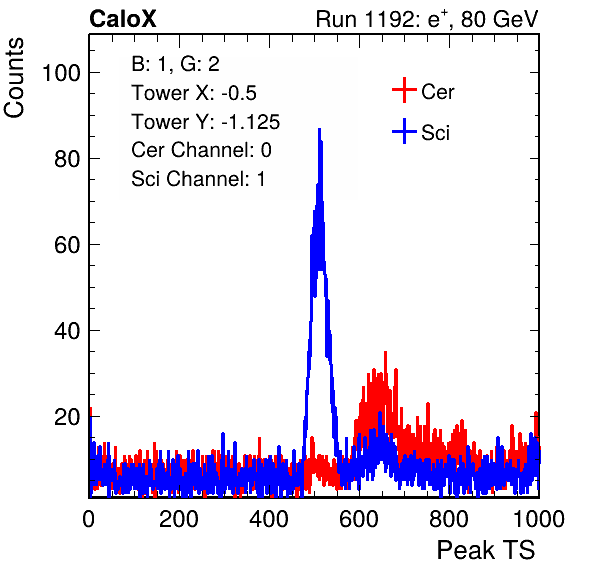 CaloX Run 1192: e+, 80 GeV
B: 1, G: 2
Tower X: -0.5
Tower Y: -1.125
Cer Channel: 0
Sci Channel: 1
Cer
Sci
Counts
100
80
60
40
20
0 200 400 600 800 1000
Peak TS